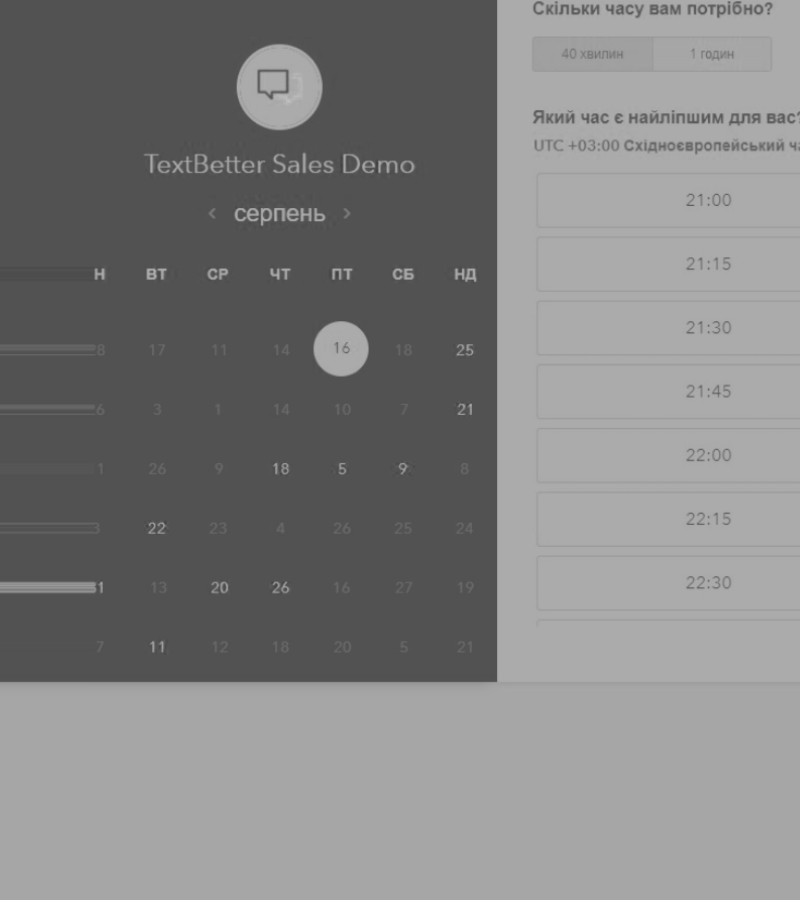 TextBetter Sales Demo
серпень
Н ВТ СР ЧТ ПТ СБ НД
8 17 11 14 16 18 25
6 3 1 14 10 7 21
1 26 9 18 5 9 8
3 22 23 4 26 25 24
31 13 20 26 16 27 19
7 11 12 18 20 5 21
Скільки часу вам потрібно?
40 хвилин 1 годин
Який час є найліпшим для вас?
UTC +03:00 Східноєвропейський ча
21:00
21:15
21:30
21:45
22:00
22:15
22:30